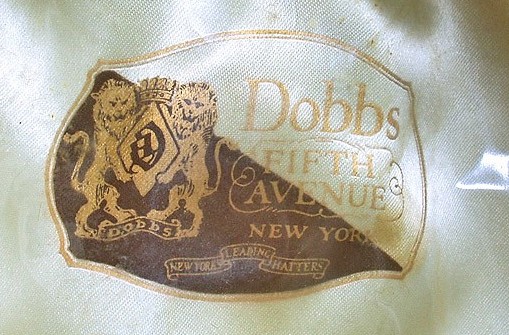 Dobbs
FIFTH
AVENUE
NEW YORK
D
DOBBS
NEW YORK'S LEADING HATTERS